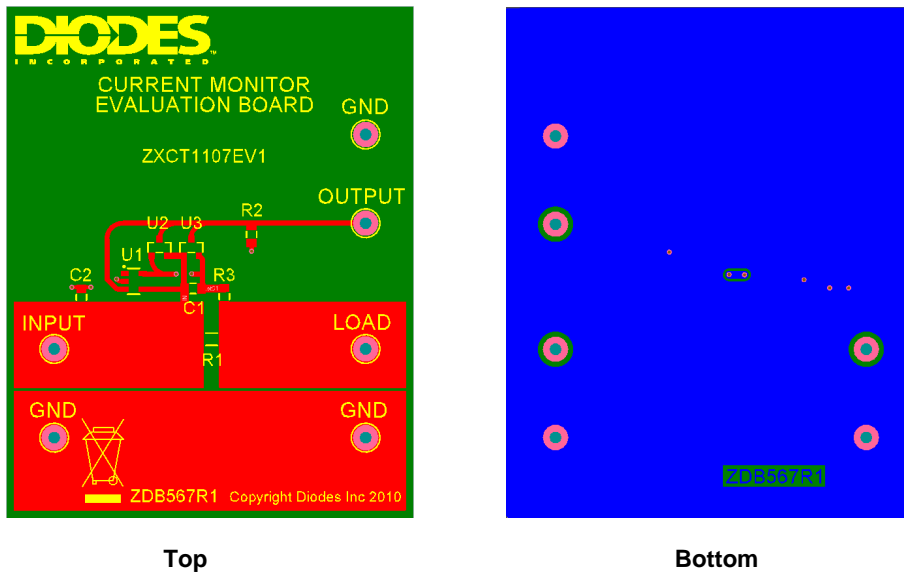 DIODES™
INCORPORATED
CURRENT MONITOR
EVALUATION BOARD
GND
ZXCT1107EV1
OUTPUT
R2
U2 U3
U1
C2
R3
C1
INPUT
LOAD
R1
GND
GND
ZDB567R1
Copyright Diodes Inc 2010
ZDB567R1
Top
Bottom